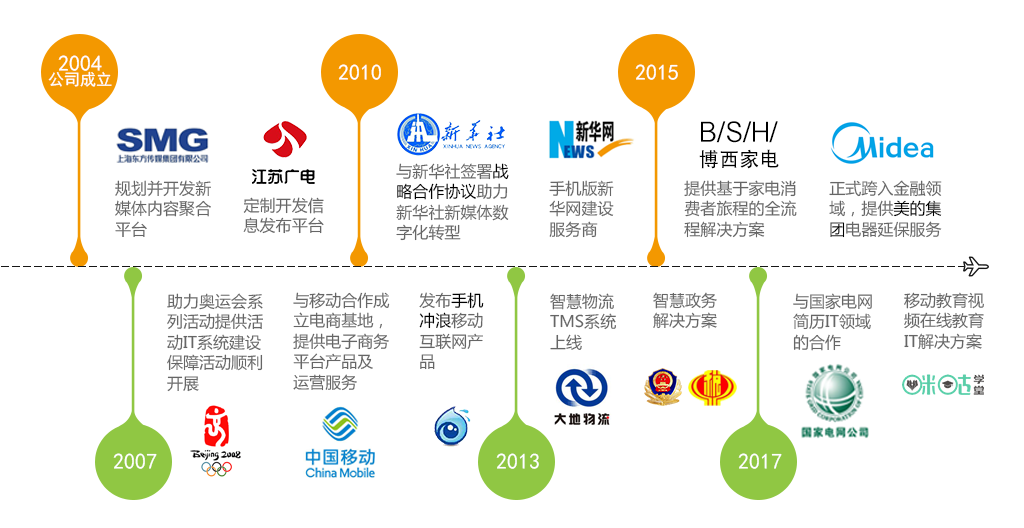 2004
公司成立
SMG
上海东方传媒集团有限公司
规划并开发新
媒体内容聚合
平台
江苏广电
定制开发信
息发布平台
2010
新华社
XINHUA NEWS AGENCY
与新华社签署战
略合作协议助力
新华社新媒体数
字化转型
新华网
NEWS
手机版新
华网建设
服务商
2015
B/S/H/
博西家电
提供基于家电消
费者旅程的全流
程解决方案
Midea
正式跨入金融领
域，提供美的集
团电器延保服务
2007
助力奥运会系
列活动提供活
动IT系统建设
保障活动顺利
开展
Beijing 2008
与移动合作成
立电商基地，
提供电子商务
平台产品及
运营服务
中国移动
China Mobile
发布手机
冲浪移动
互联网产
品
2013
智慧物流
TMS系统
上线
大地物流
智慧政务
解决方案
2017
与国家电网
简历IT领域
的合作
国家电网公司
STATE GRID CORPORATION OF CHINA
国家电网公司
移动教育视
频在线教育
IT解决方案
咪咕
学堂